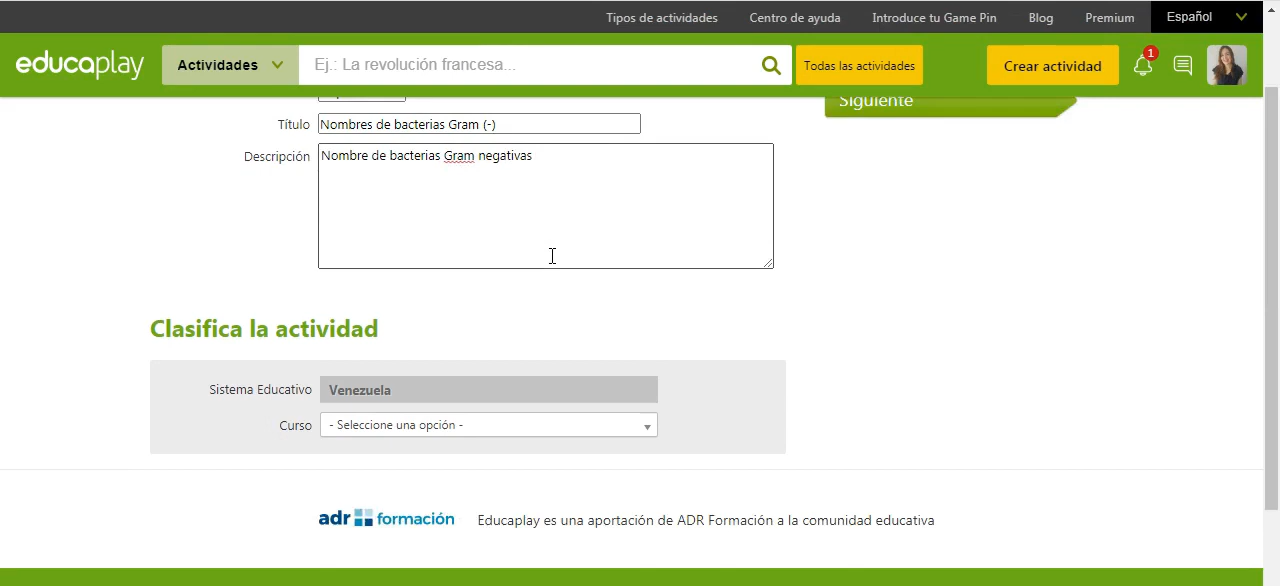 Tipos de actividades Centro de ayuda Introduce tu Game Pin Blog Premium Español
educaplay Actividades Ej.: La revolución francesa... Todas las actividades Crear actividad 1
Siguiente
Título Nombres de bacterias Gram (-)
Descripción Nombre de bacterias Gram negativas
Clasifica la actividad
Sistema Educativo Venezuela
Curso - Seleccione una opción -
adr formación Educaplay es una aportación de ADR Formación a la comunidad educativa